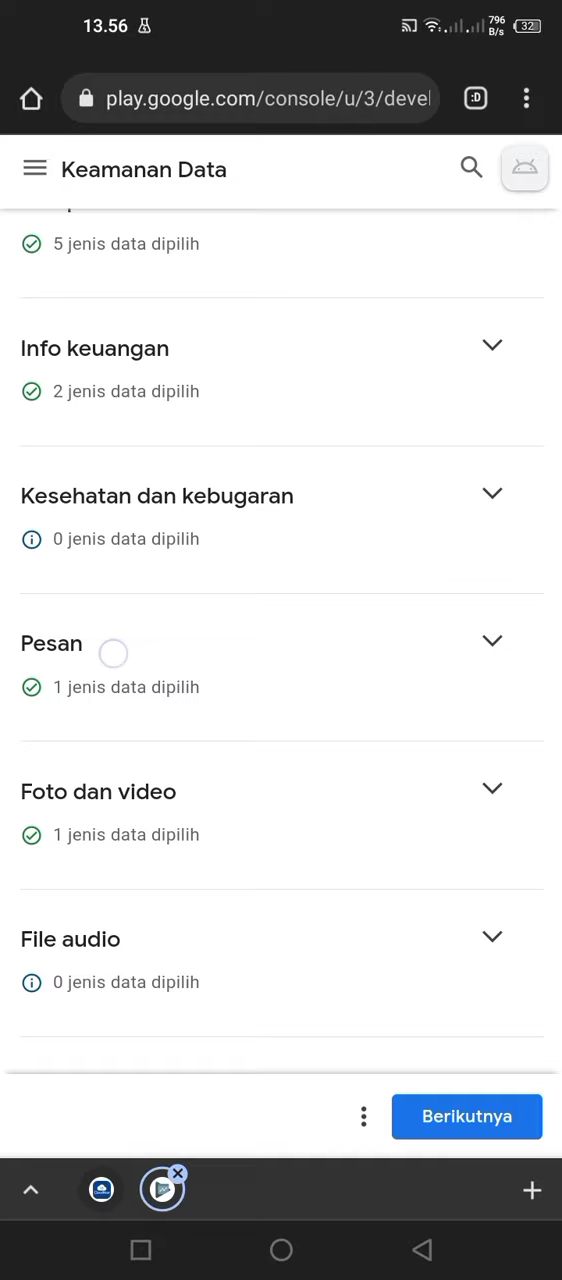 13.56
796
B/s
32
play.google.com/console/u/3/devel
:D
Keamanan Data
5 jenis data dipilih
Info keuangan
2 jenis data dipilih
Kesehatan dan kebugaran
0 jenis data dipilih
Pesan
1 jenis data dipilih
Foto dan video
1 jenis data dipilih
File audio
0 jenis data dipilih
Berikutnya